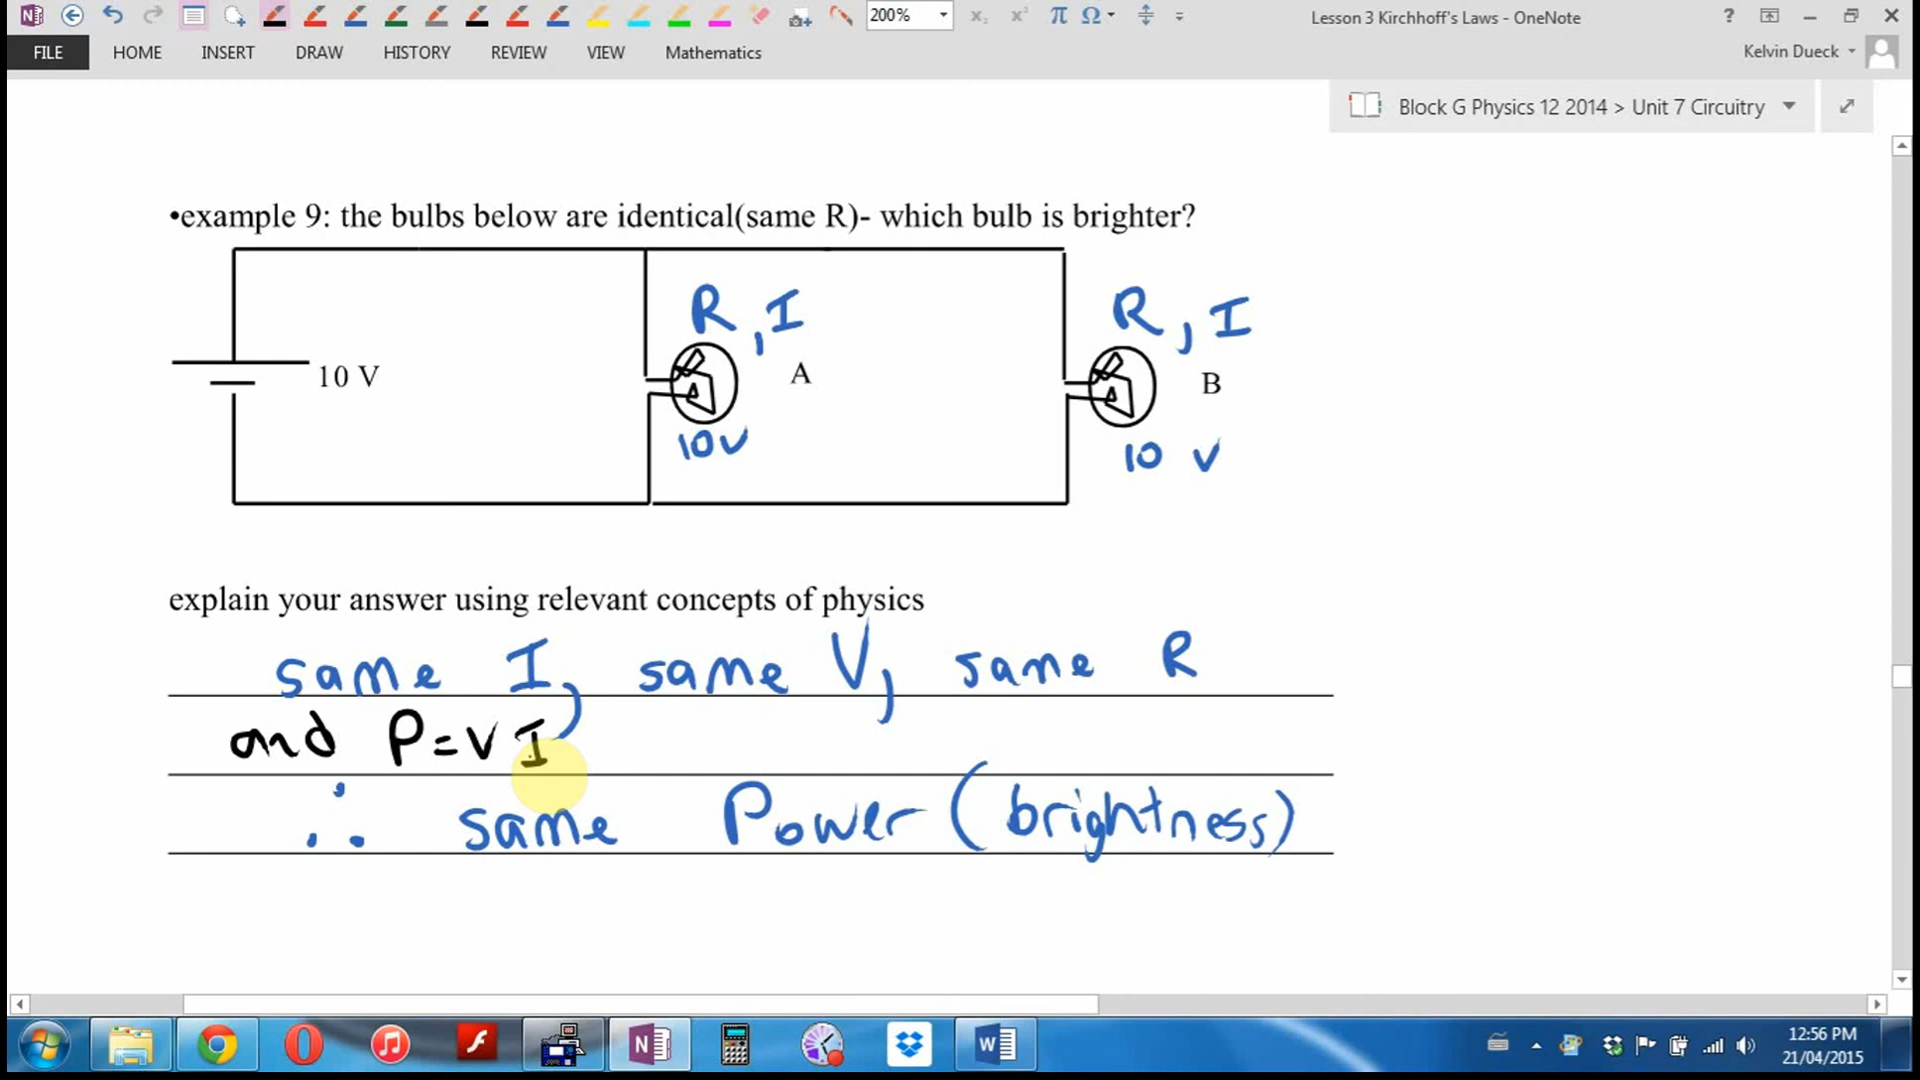 200%
x₂ x² π Ω
Lesson 3 Kirchhoff's Laws - OneNote
?
FILE HOME INSERT DRAW HISTORY REVIEW VIEW Mathematics
Kelvin Dueck
Block G Physics 12 2014 > Unit 7 Circuitry
•example 9: the bulbs below are identical(same R)- which bulb is brighter?
R, I
R, I
10 V
A
B
10V
10 V
explain your answer using relevant concepts of physics
same I, same V, same R
and P=VI
∴ same Power (brightness)
12:56 PM
21/04/2015